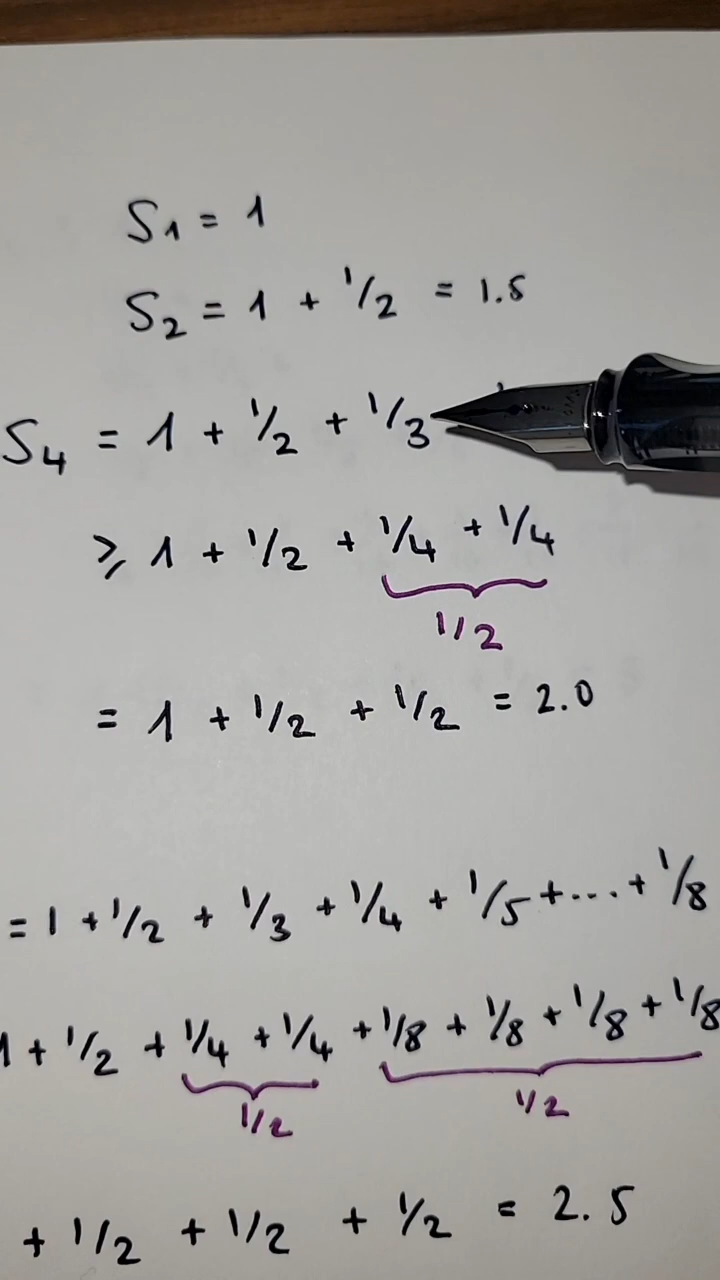 S₁ = 1
S₂ = 1 + 1/2 = 1.5
S₄ = 1 + 1/2 + 1/3
≥ 1 + 1/2 + 1/4 + 1/4
1/2
= 1 + 1/2 + 1/2 = 2.0
= 1 + 1/2 + 1/3 + 1/4 + 1/5 + ... + 1/8
1 + 1/2 + 1/4 + 1/4 + 1/8 + 1/8 + 1/8 + 1/8
1/2 1/2
+ 1/2 + 1/2 + 1/2 = 2.5